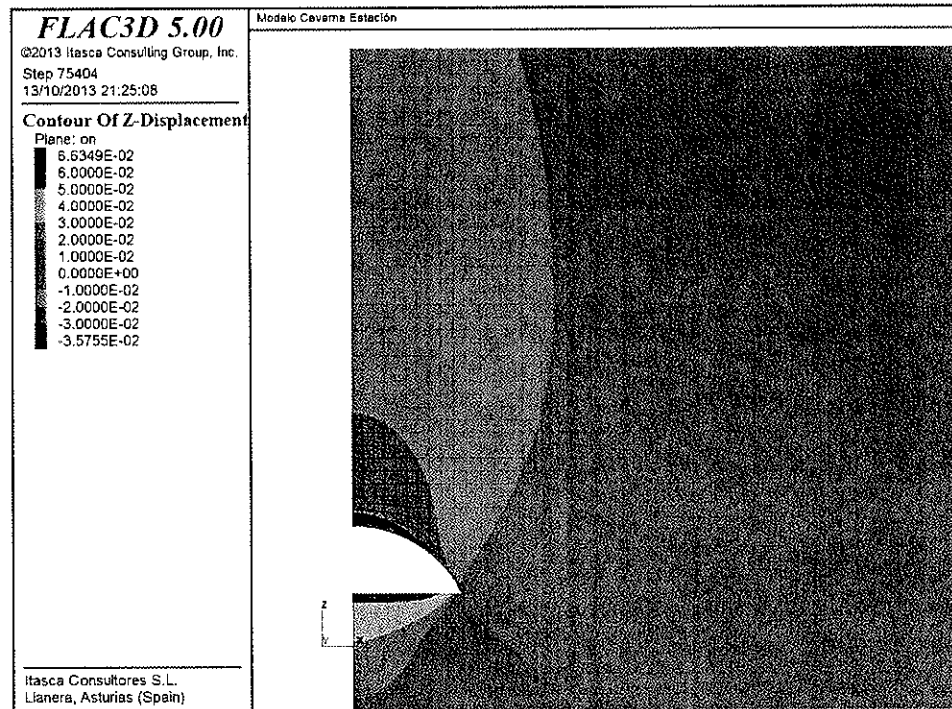 FLAC3D 5.00
©2013 Itasca Consulting Group, Inc.
Step 75404
13/10/2013 21:25:08
Contour Of Z-Displacement
Plane: on
6.6349E-02
6.0000E-02
5.0000E-02
4.0000E-02
3.0000E-02
2.0000E-02
1.0000E-02
0.0000E+00
-1.0000E-02
-2.0000E-02
-3.0000E-02
-3.5755E-02
Itasca Consultores S.L.
Llanera, Asturias (Spain)
Modelo Caverna Estación
Z
Y
X